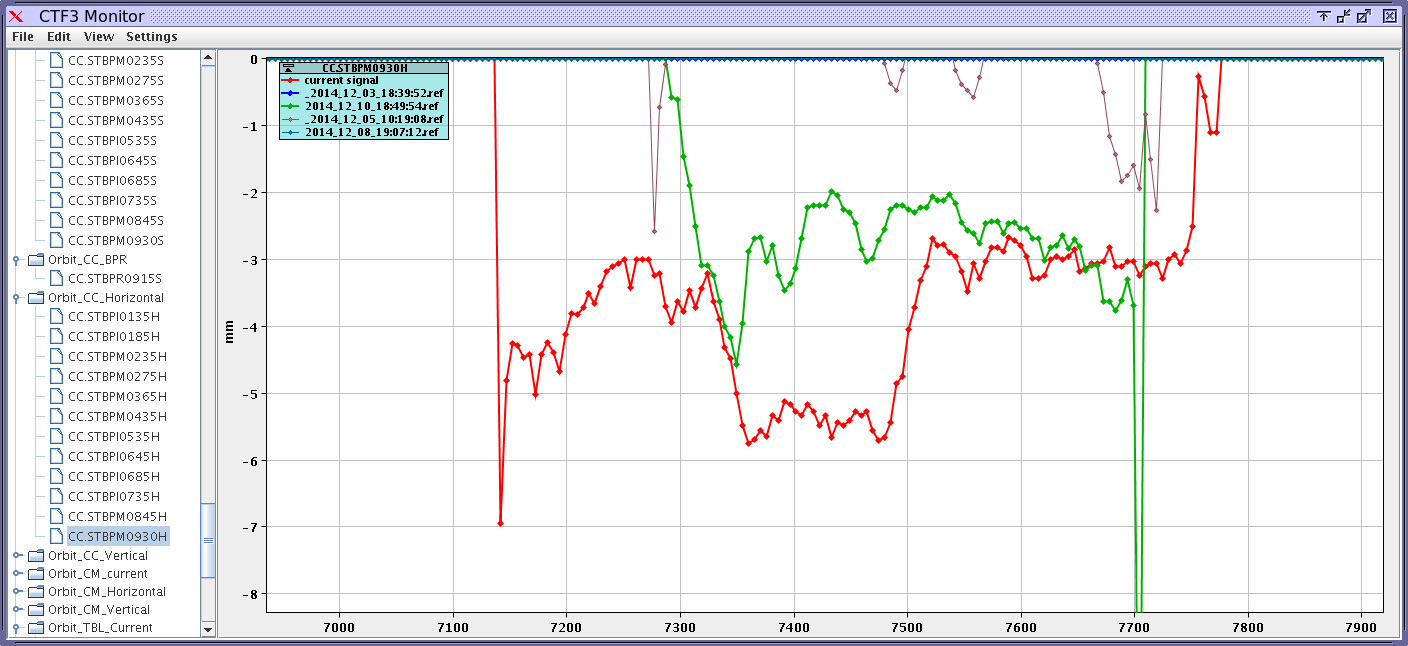 CTF3 Monitor
File Edit View Settings
CC.STBPM0235S
CC.STBPM0275S
CC.STBPM0365S
CC.STBPM0435S
CC.STBPI0535S
CC.STBPI0645S
CC.STBPI0685S
CC.STBPI0735S
CC.STBPM0845S
CC.STBPM0930S
Orbit_CC_BPR
CC.STBPR0915S
Orbit_CC_Horizontal
CC.STBPI0135H
CC.STBPI0185H
CC.STBPM0235H
CC.STBPM0275H
CC.STBPM0365H
CC.STBPM0435H
CC.STBPI0535H
CC.STBPI0645H
CC.STBPI0685H
CC.STBPI0735H
CC.STBPM0845H
CC.STBPM0930H
Orbit_CC_Vertical
Orbit_CM_current
Orbit_CM_Horizontal
Orbit_CM_Vertical
Orbit_TBL_Current
CC.STBPM0930H
current signal
_2014_12_03_18:39:52.ref
2014_12_10_18:49:54.ref
_2014_12_05_10:19:08.ref
2014_12_08_19:07:12.ref
mm
0
-1
-2
-3
-4
-5
-6
-7
-8
7000 7100 7200 7300 7400 7500 7600 7700 7800 7900